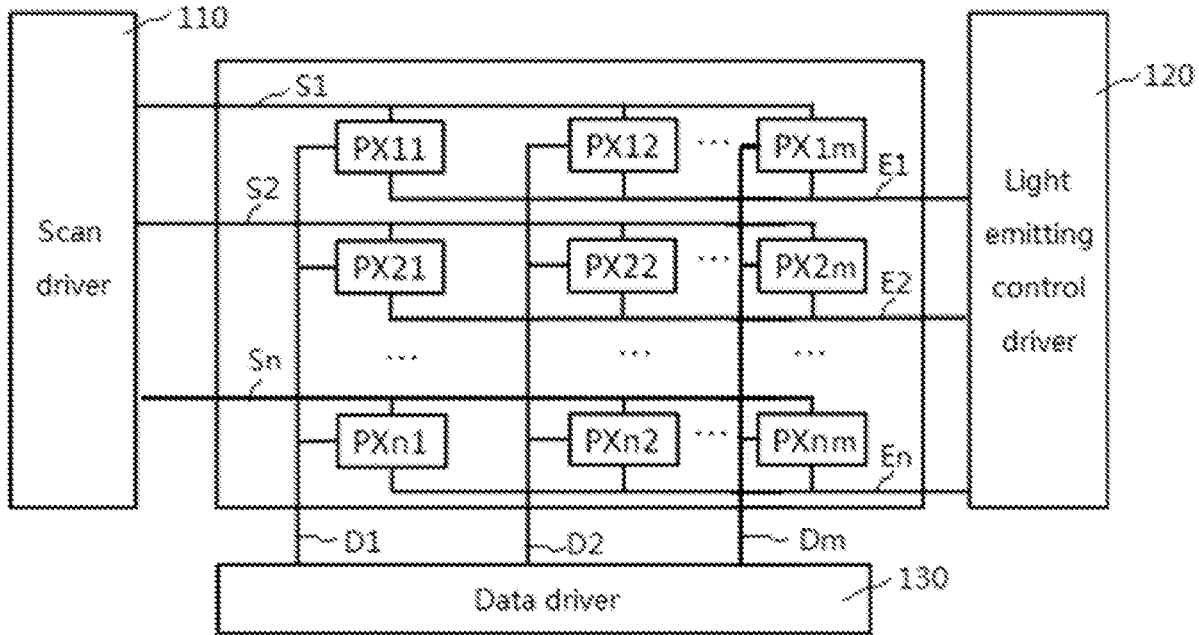 110
S1
120
PX11 PX12 ... PX1m
E1
S2
Scan
driver
Light
emitting
control
driver
PX21 PX22 ... PX2m
E2
... ... ...
Sn
PXn1 PXn2 ... PXnm
En
D1 D2 Dm
130
Data driver